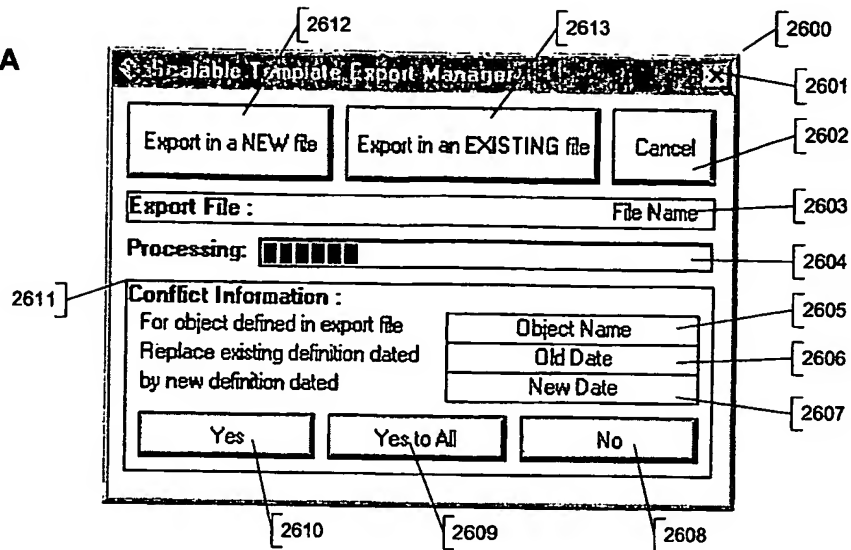 2612
2613
2600
A
Scalable Template Export Manager
2601
Export in a NEW file
Export in an EXISTING file
Cancel
2602
Export File :
File Name
2603
Processing:
2604
2611
Conflict Information :
For object defined in export file
Object Name
2605
Replace existing definition dated
Old Date
2606
by new definition dated
New Date
2607
Yes
Yes to All
No
2610
2609
2608